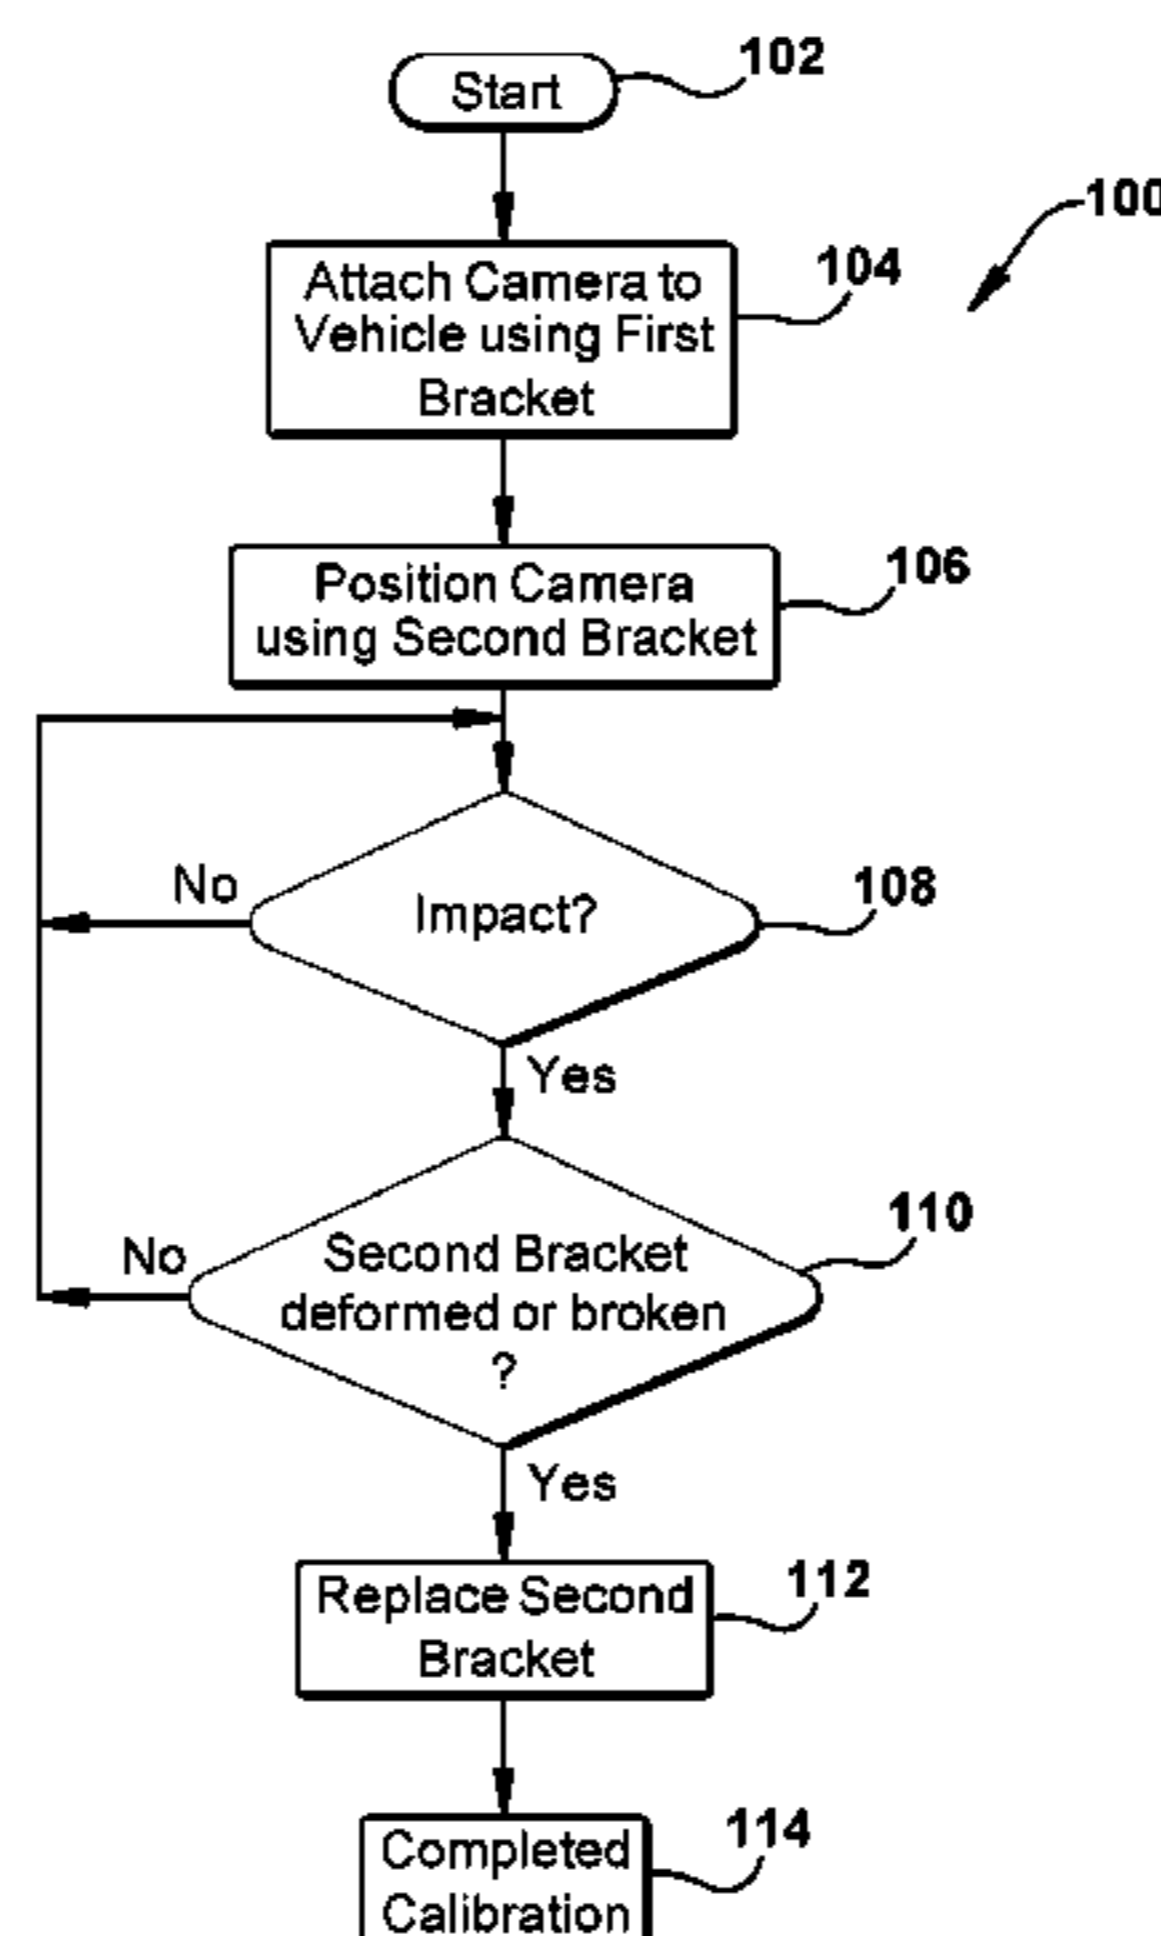 102
Start
100
104
Attach Camera to
Vehicle using First
Bracket
106
Position Camera
using Second Bracket
No
108
Impact?
Yes
110
No
Second Bracket
deformed or broken
?
Yes
112
Replace Second
Bracket
114
Completed
Calibration